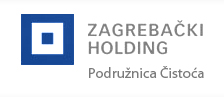 ZAGREBAČKI
HOLDING
Podružnica Čistoća